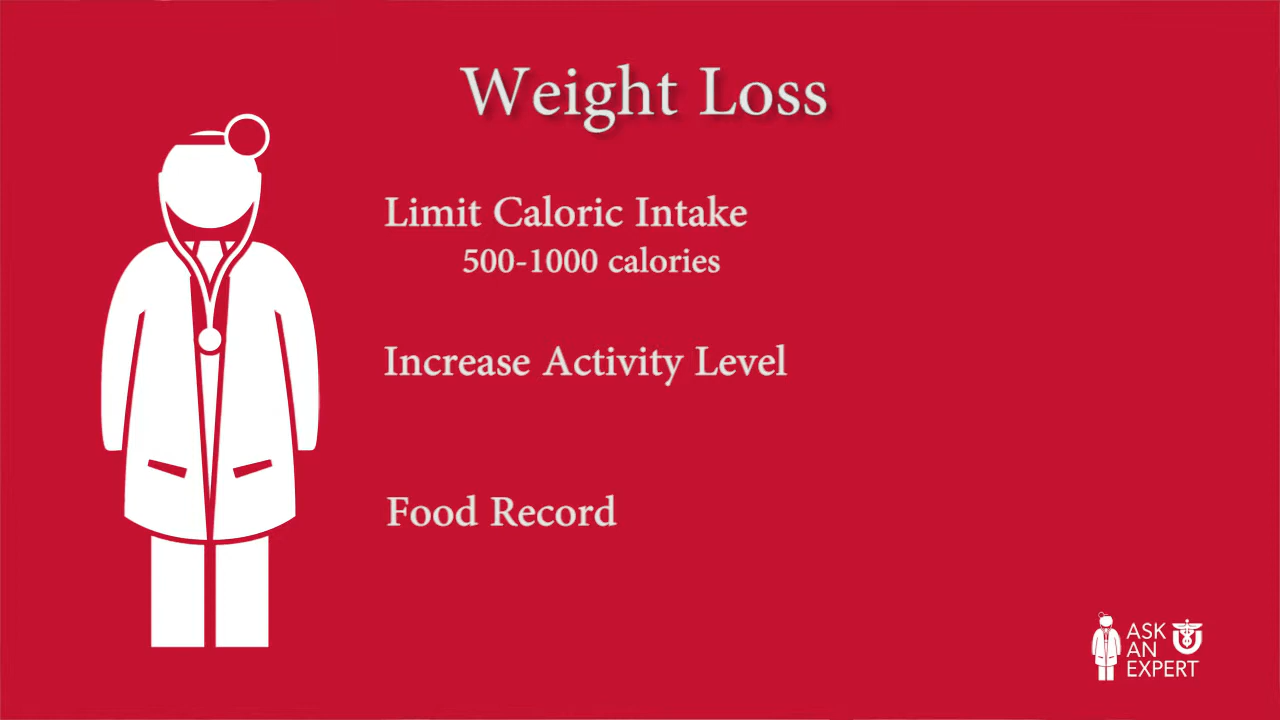 Weight Loss
Limit Caloric Intake
500-1000 calories
Increase Activity Level
Food Record
ASK
AN
EXPERT